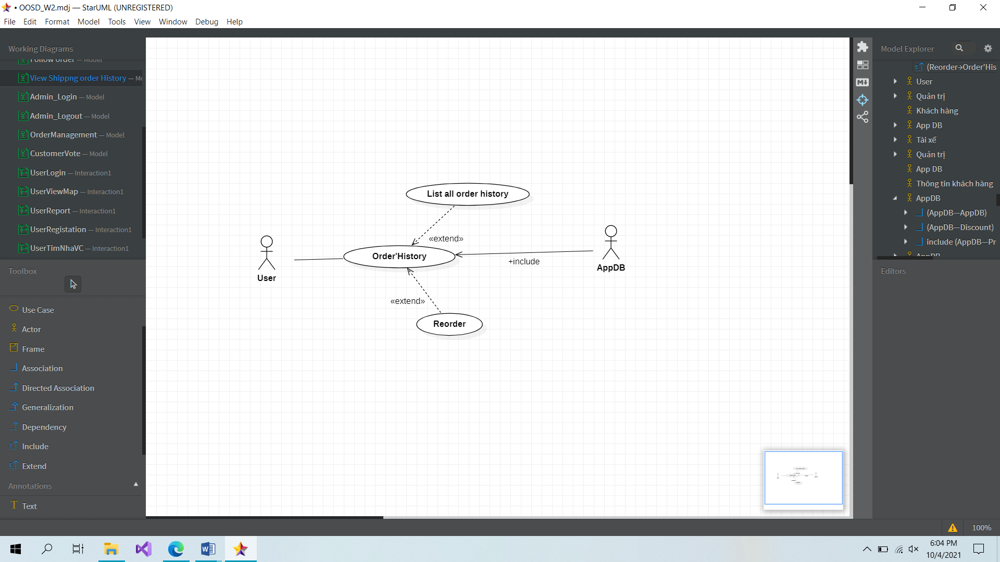 • OOSD_W2.mdj — StarUML (UNREGISTERED)
File Edit Format Model Tools View Window Debug Help
Working Diagrams
Follow order — Model
View Shippng order History — Mo
Admin_Login — Model
Admin_Logout — Model
OrderManagement — Model
CustomerVote — Model
UserLogin — Interaction1
UserViewMap — Interaction1
UserReport — Interaction1
UserRegistation — Interaction1
UserTimNhaVC — Interaction1
Toolbox
Use Case
Actor
Frame
Association
Directed Association
Generalization
Dependency
Include
Extend
Annotations
Text
List all order history
«extend»
Order'History
+include
User
AppDB
«extend»
Reorder
Model Explorer
(Reorder→Order'His
User
Quản trị
Khách hàng
App DB
Tài xế
Quản trị
App DB
Thông tin khách hàng
AppDB
(AppDB—AppDB)
(AppDB—Discount)
include (AppDB—Pr
AppDB
Editors
100%
6:04 PM
10/4/2021